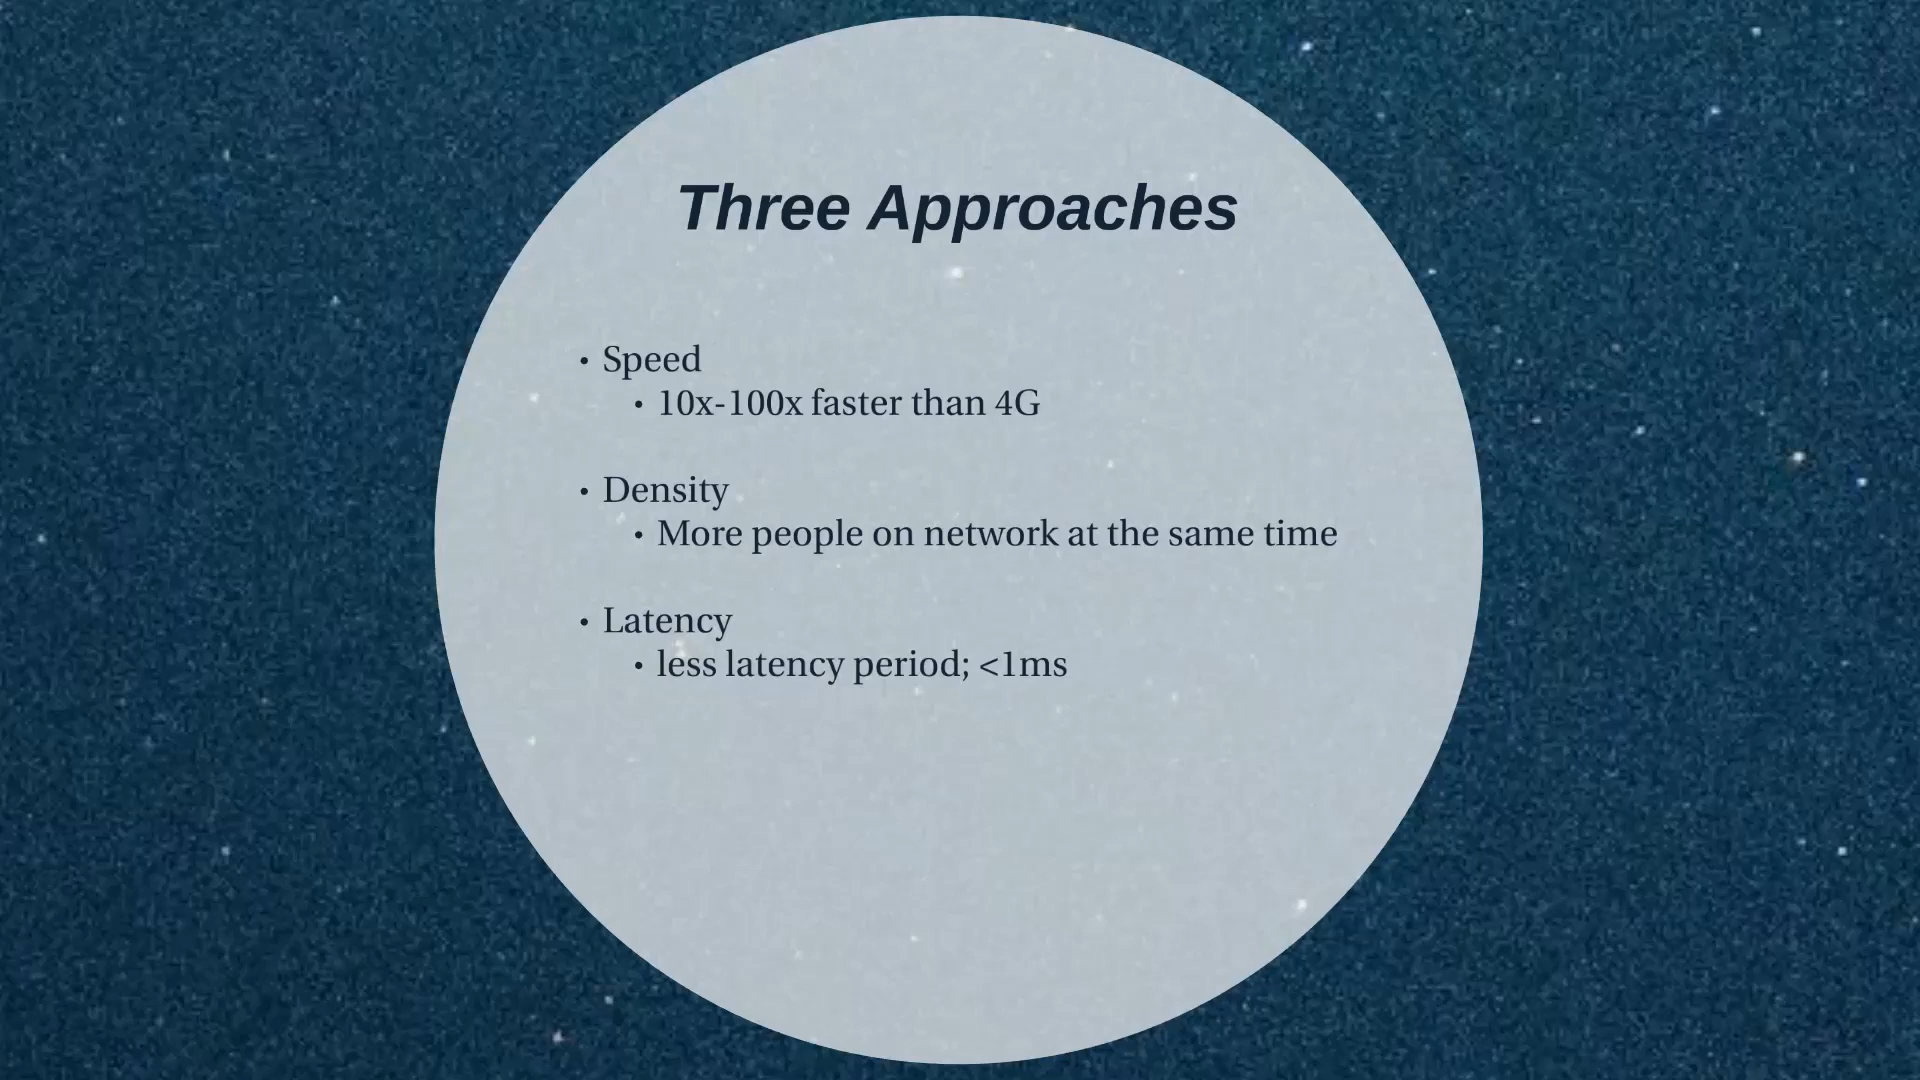 Three Approaches
• Speed
• 10x-100x faster than 4G
• Density
• More people on network at the same time
• Latency
• less latency period; <1ms